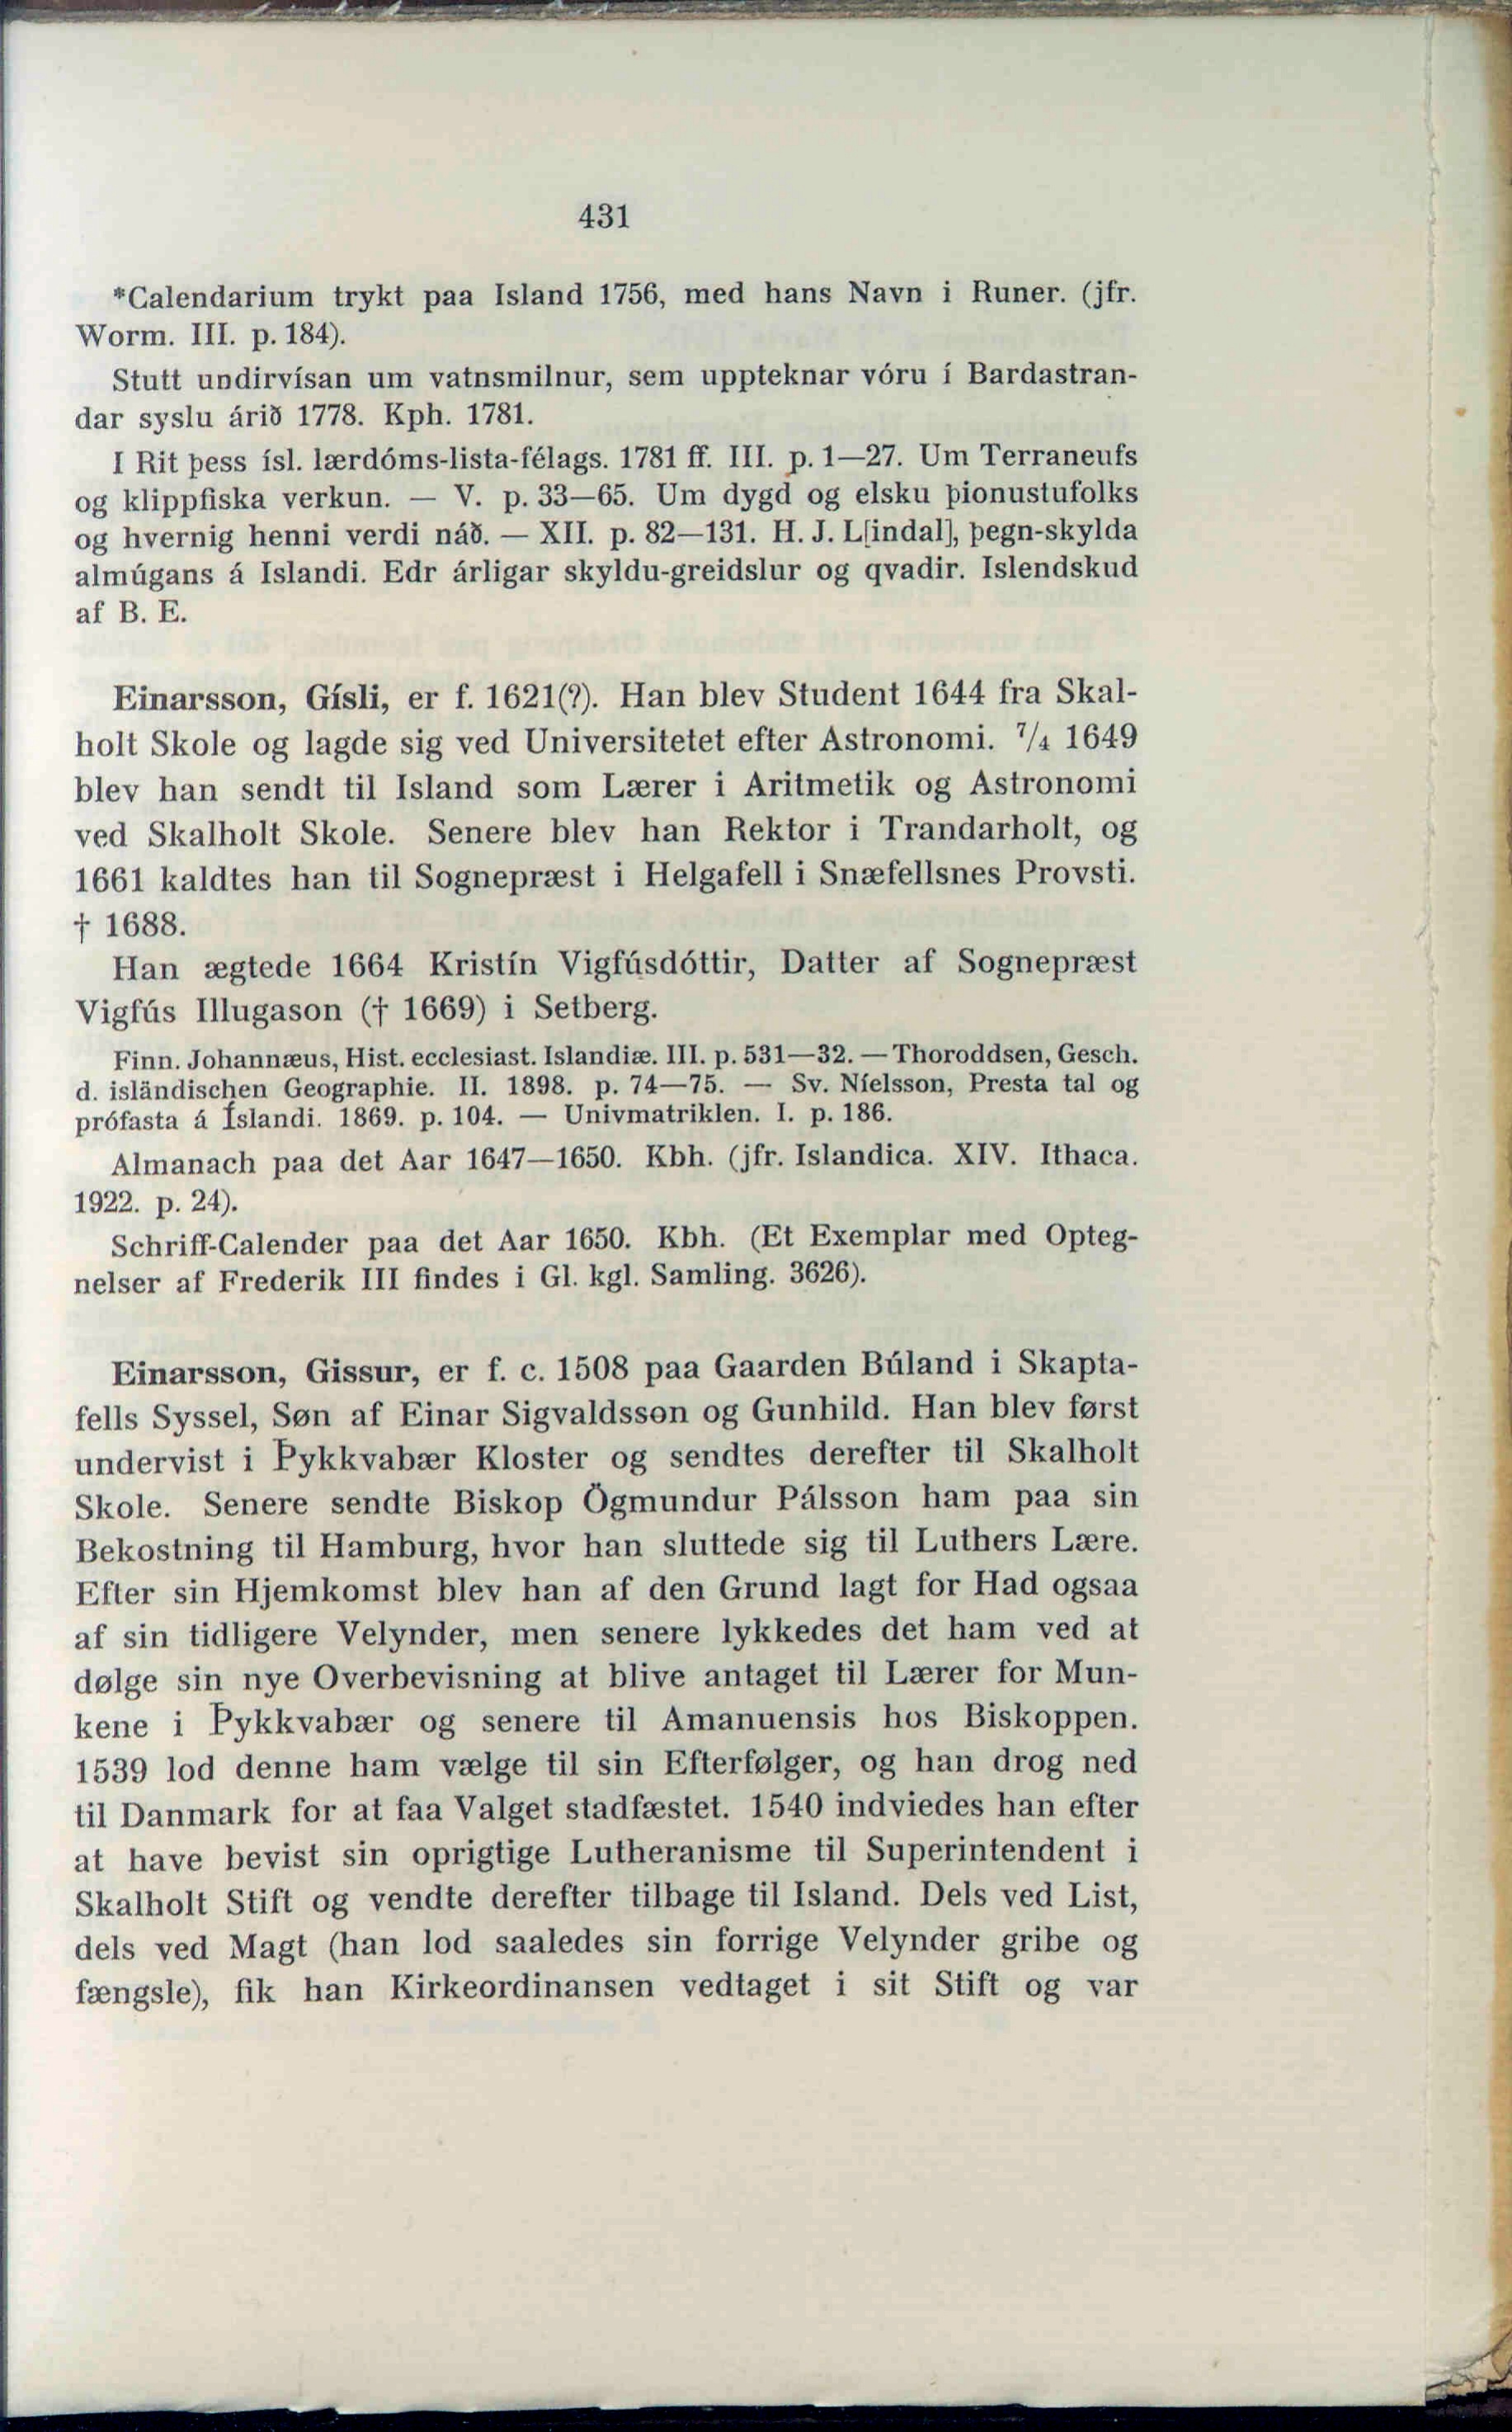 431
*Calendarium trykt paa Island 1756, med hans Navn i Runer. (jfr.
Worm. III. p. 184).
Stutt undirvísan um vatnsmilnur, sem uppteknar vóru í Bardastran-
dar syslu árið 1778. Kph. 1781.
I Rit þess ísl. lærdóms-lista-félags. 1781 ff. III. p. 1—27. Um Terraneufs
og klippfiska verkun. — V. p. 33—65. Um dygd og elsku þionustufolks
og hvernig henni verdi náð. — XII. p. 82—131. H. J. L[indal], þegn-skylda
almúgans á Islandi. Edr árligar skyldu-greidslur og qvadir. Islendskud
af B. E.
Einarsson, Gísli, er f. 1621(?). Han blev Student 1644 fra Skal-
holt Skole og lagde sig ved Universitetet efter Astronomi. 7/4 1649
blev han sendt til Island som Lærer i Aritmetik og Astronomi
ved Skalholt Skole. Senere blev han Rektor i Trandarholt, og
1661 kaldtes han til Sognepræst i Helgafell i Snæfellsnes Provsti.
† 1688.
Han ægtede 1664 Kristín Vigfúsdóttir, Datter af Sognepræst
Vigfús Illugason († 1669) i Setberg.
Finn. Johannæus, Hist. ecclesiast. Islandiæ. III. p. 531—32. — Thoroddsen, Gesch.
d. isländischen Geographie. II. 1898. p. 74—75. — Sv. Níelsson, Presta tal og
prófasta á Íslandi. 1869. p. 104. — Univmatriklen. I. p. 186.
Almanach paa det Aar 1647—1650. Kbh. (jfr. Islandica. XIV. Ithaca.
1922. p. 24).
Schriff-Calender paa det Aar 1650. Kbh. (Et Exemplar med Opteg-
nelser af Frederik III findes i Gl. kgl. Samling. 3626).
Einarsson, Gissur, er f. c. 1508 paa Gaarden Búland i Skapta-
fells Syssel, Søn af Einar Sigvaldsson og Gunhild. Han blev først
undervist i Þykkvabær Kloster og sendtes derefter til Skalholt
Skole. Senere sendte Biskop Ögmundur Pálsson ham paa sin
Bekostning til Hamburg, hvor han sluttede sig til Luthers Lære.
Efter sin Hjemkomst blev han af den Grund lagt for Had ogsaa
af sin tidligere Velynder, men senere lykkedes det ham ved at
dølge sin nye Overbevisning at blive antaget til Lærer for Mun-
kene i Þykkvabær og senere til Amanuensis hos Biskoppen.
1539 lod denne ham vælge til sin Efterfølger, og han drog ned
til Danmark for at faa Valget stadfæstet. 1540 indviedes han efter
at have bevist sin oprigtige Lutheranisme til Superintendent i
Skalholt Stift og vendte derefter tilbage til Island. Dels ved List,
dels ved Magt (han lod saaledes sin forrige Velynder gribe og
fængsle), fik han Kirkeordinansen vedtaget i sit Stift og var